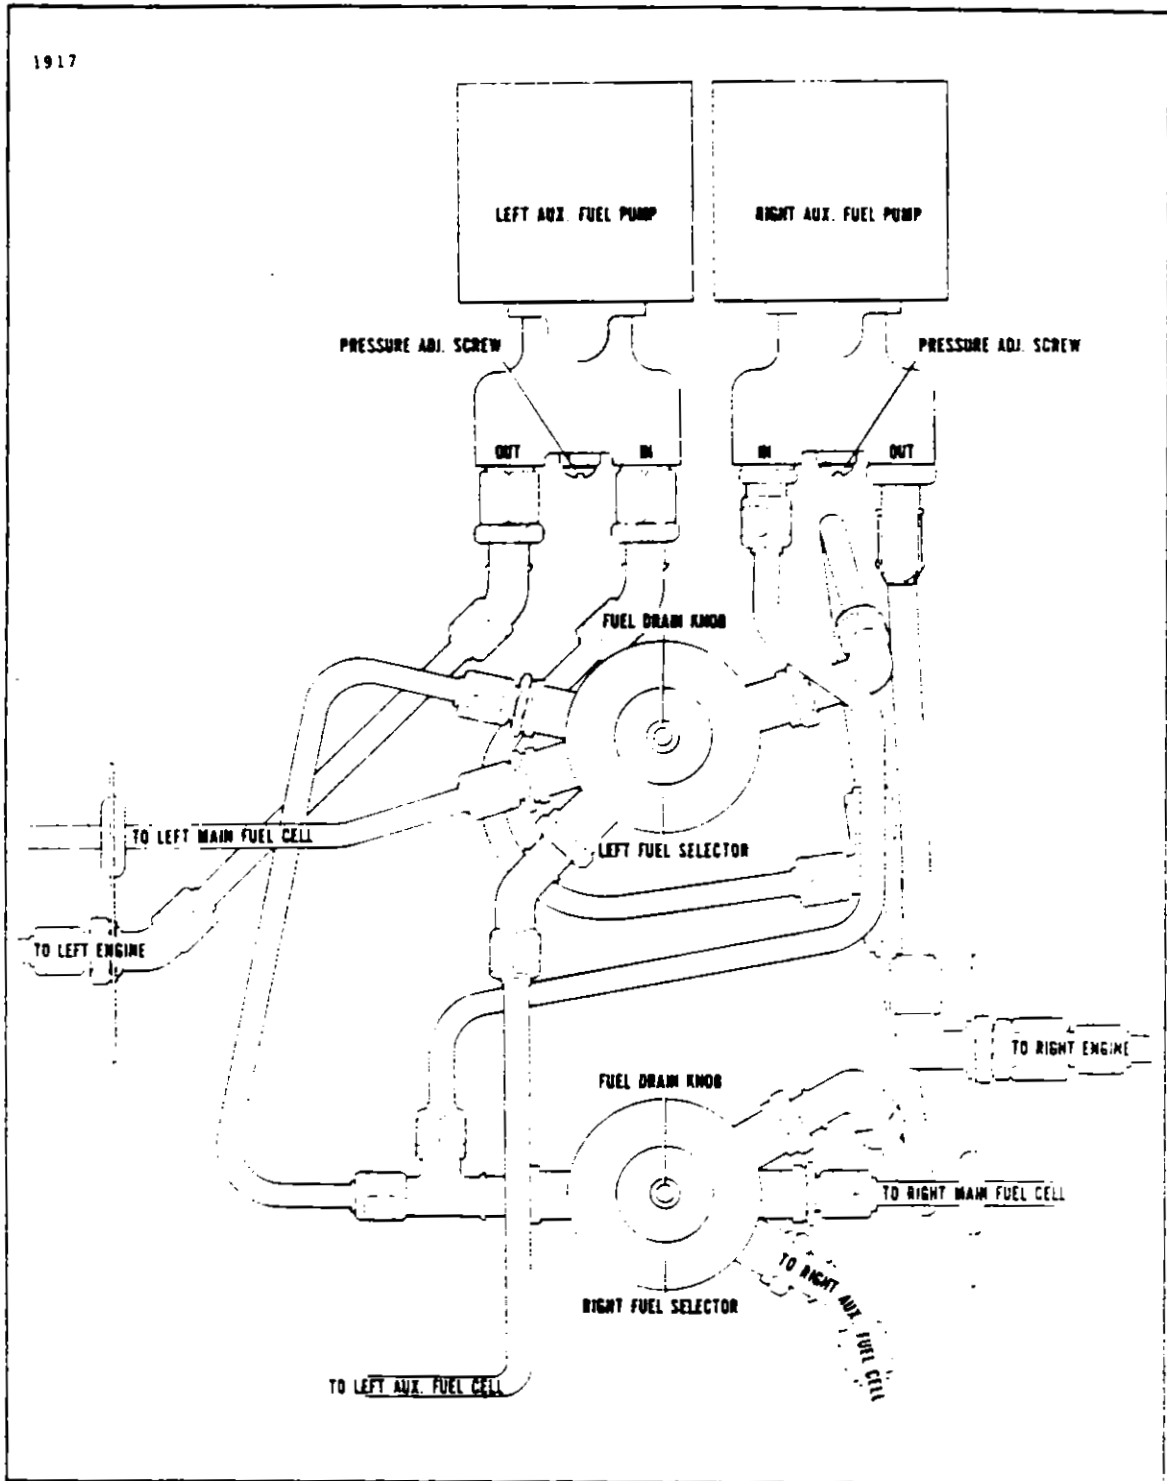 1917
LEFT AUX. FUEL PUMP
RIGHT AUX. FUEL PUMP
PRESSURE ADJ. SCREW
PRESSURE ADJ. SCREW
OUT
IN
IN
OUT
FUEL DRAIN KNOB
TO LEFT MAIN FUEL CELL
LEFT FUEL SELECTOR
TO LEFT ENGINE
TO RIGHT ENGINE
FUEL DRAIN KNOB
TO RIGHT MAIN FUEL CELL
TO RIGHT AUX. FUEL CELL
RIGHT FUEL SELECTOR
TO LEFT AUX. FUEL CELL